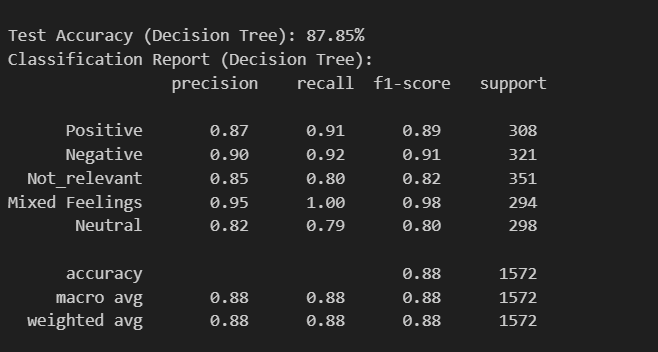 Test Accuracy (Decision Tree): 87.85%
Classification Report (Decision Tree):
precision recall f1-score support
Positive 0.87 0.91 0.89 308
Negative 0.90 0.92 0.91 321
Not_relevant 0.85 0.80 0.82 351
Mixed Feelings 0.95 1.00 0.98 294
Neutral 0.82 0.79 0.80 298
accuracy 0.88 1572
macro avg 0.88 0.88 0.88 1572
weighted avg 0.88 0.88 0.88 1572